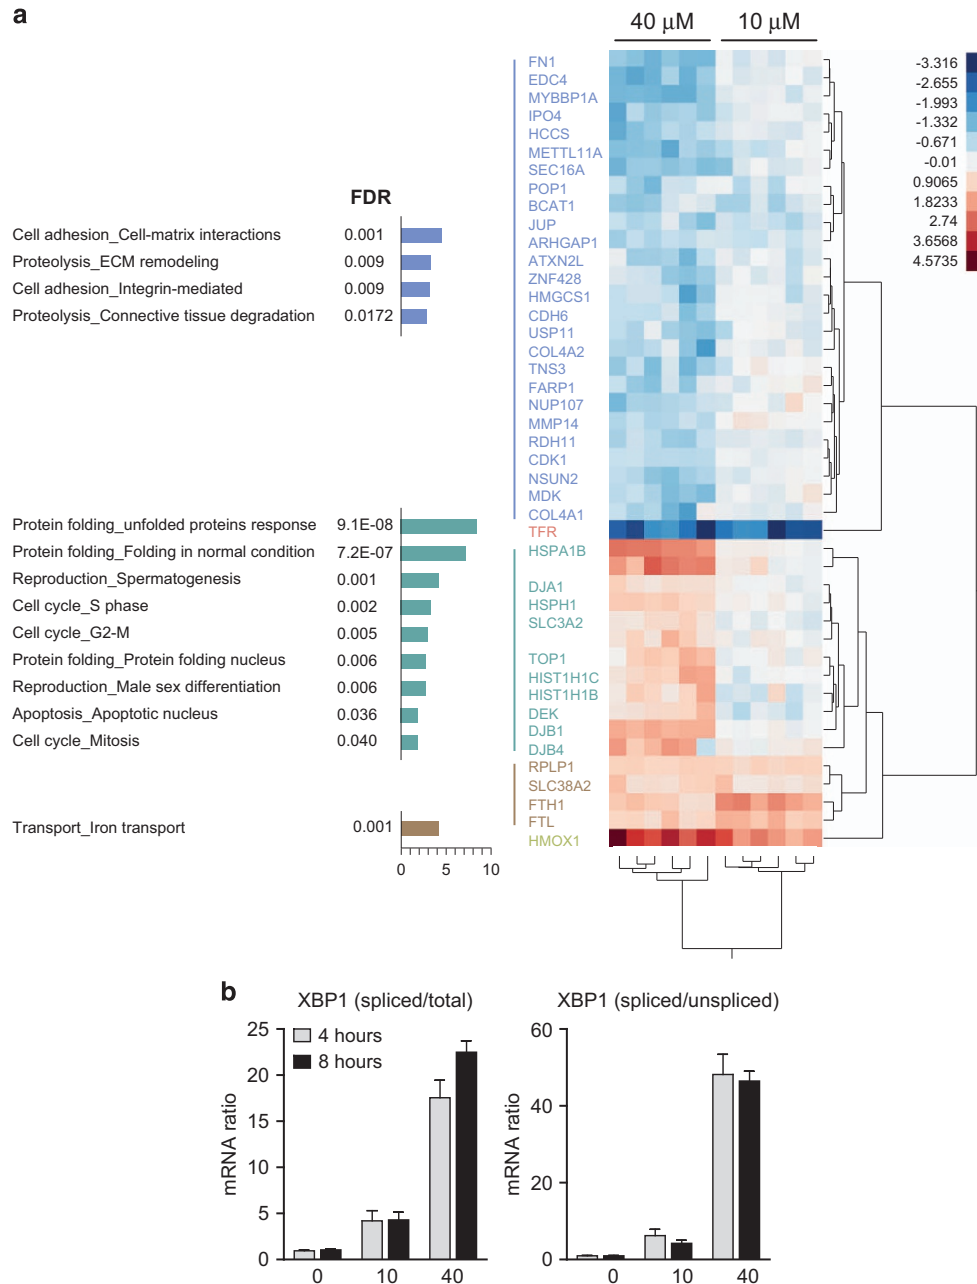 a
40 µM 10 µM
FN1
EDC4
MYBBP1A
IPO4
HCCS
METTL11A
SEC16A
POP1
BCAT1
JUP
ARHGAP1
ATXN2L
ZNF428
HMGCS1
CDH6
USP11
COL4A2
TNS3
FARP1
NUP107
MMP14
RDH11
CDK1
NSUN2
MDK
COL4A1
TFR
HSPA1B
DJA1
HSPH1
SLC3A2
TOP1
HIST1H1C
HIST1H1B
DEK
DJB1
DJB4
RPLP1
SLC38A2
FTH1
FTL
HMOX1
-3.316
-2.655
-1.993
-1.332
-0.671
-0.01
0.9065
1.8233
2.74
3.6568
4.5735
FDR
Cell adhesion_Cell-matrix interactions 0.001
Proteolysis_ECM remodeling 0.009
Cell adhesion_Integrin-mediated 0.009
Proteolysis_Connective tissue degradation 0.0172
Protein folding_unfolded proteins response 9.1E-08
Protein folding_Folding in normal condition 7.2E-07
Reproduction_Spermatogenesis 0.001
Cell cycle_S phase 0.002
Cell cycle_G2-M 0.005
Protein folding_Protein folding nucleus 0.006
Reproduction_Male sex differentiation 0.006
Apoptosis_Apoptotic nucleus 0.036
Cell cycle_Mitosis 0.040
Transport_Iron transport 0.001
0 5 10
b
XBP1 (spliced/total)
4 hours
8 hours
mRNA ratio
25
20
15
10
5
0
0 10 40
XBP1 (spliced/unspliced)
mRNA ratio
60
40
20
0
0 10 40